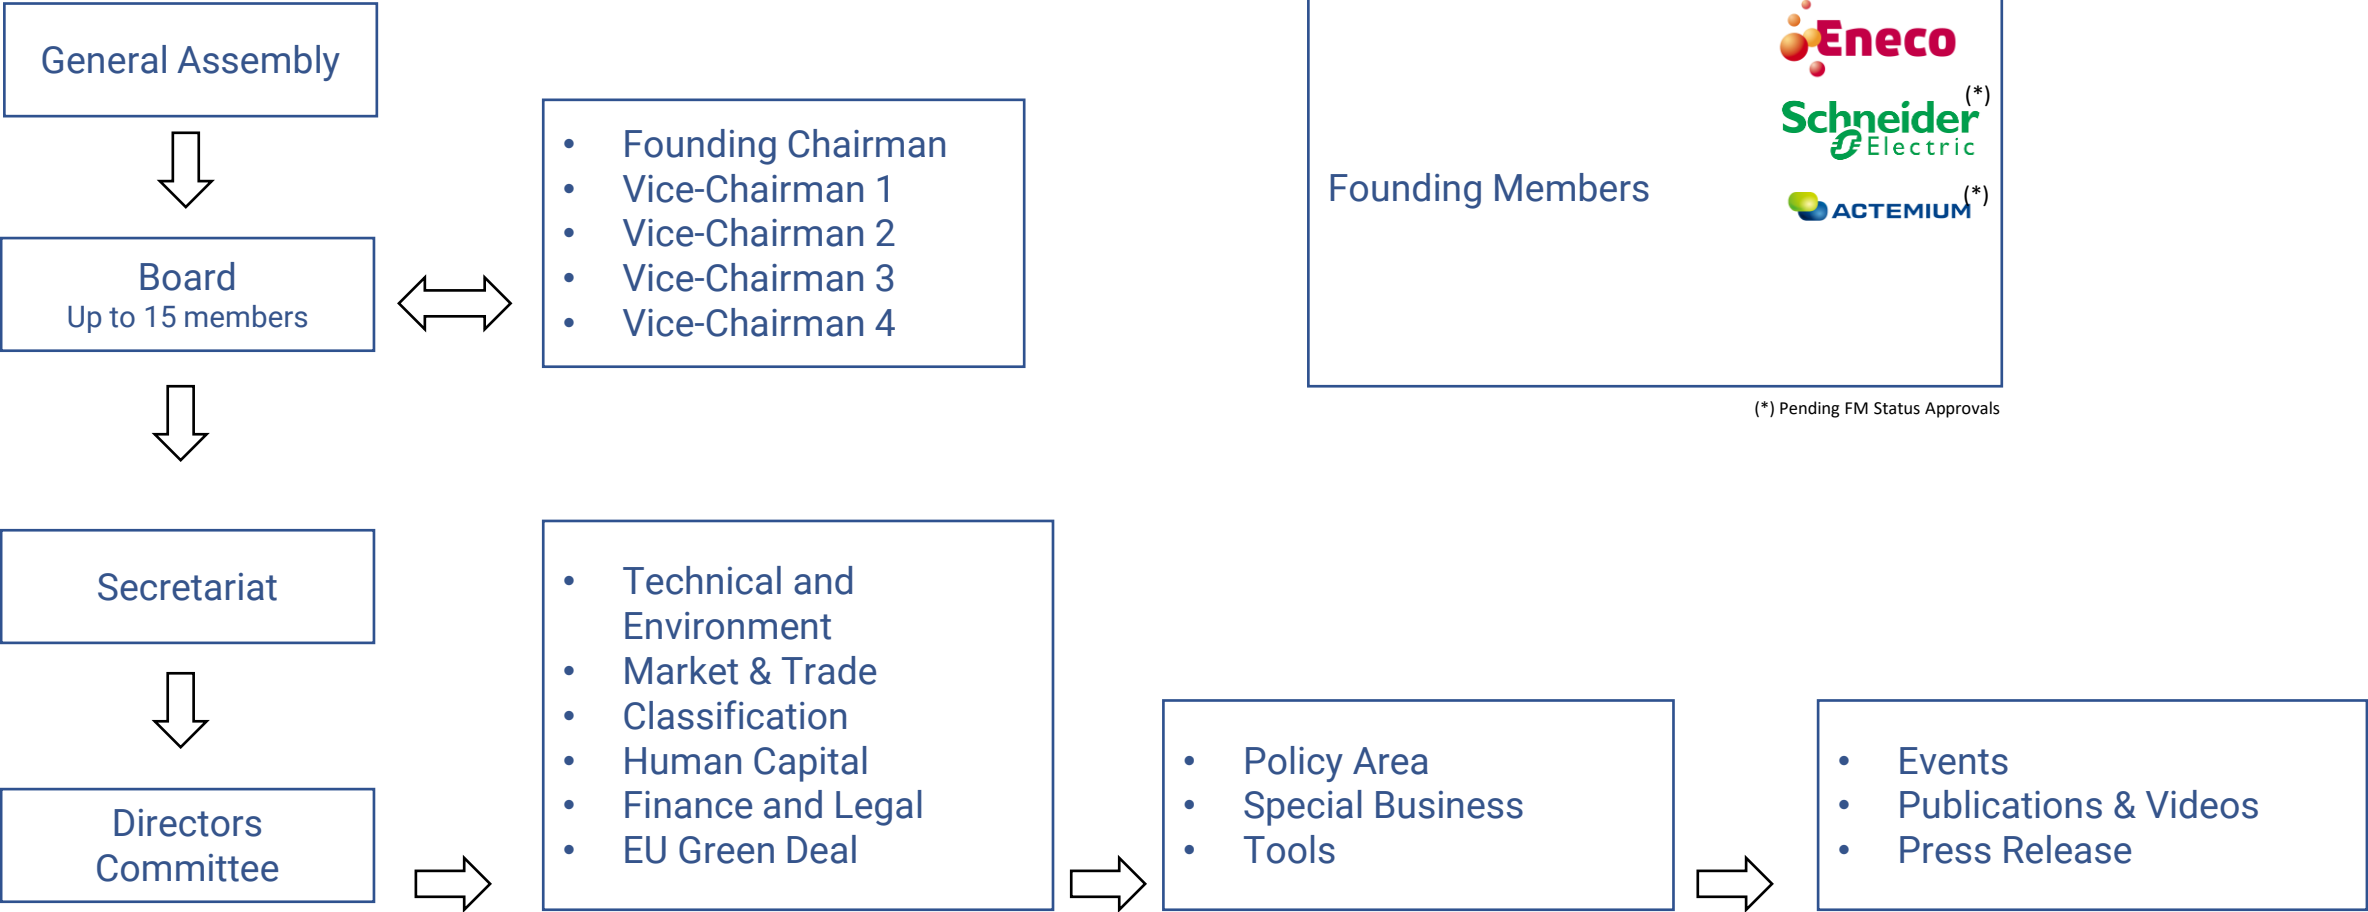 General Assembly
Board
Up to 15 members
• Founding Chairman
• Vice-Chairman 1
• Vice-Chairman 2
• Vice-Chairman 3
• Vice-Chairman 4
Founding Members
Eneco
(*)
Schneider
Electric
(*)
ACTEMIUM
(*) Pending FM Status Approvals
Secretariat
Directors
Committee
• Technical and
Environment
• Market & Trade
• Classification
• Human Capital
• Finance and Legal
• EU Green Deal
• Policy Area
• Special Business
• Tools
• Events
• Publications & Videos
• Press Release